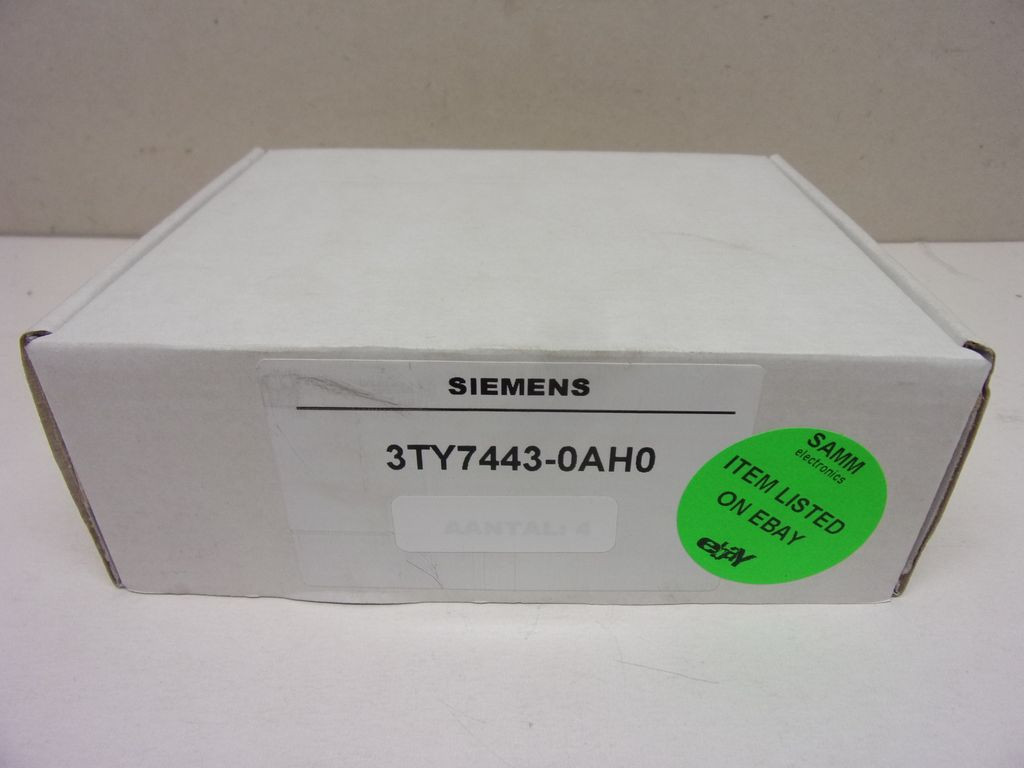 SIEMENS
3TY7443-0AH0
AANTAL: 4
SAMM
electronics
ITEM LISTED
ON EBAY
ebay